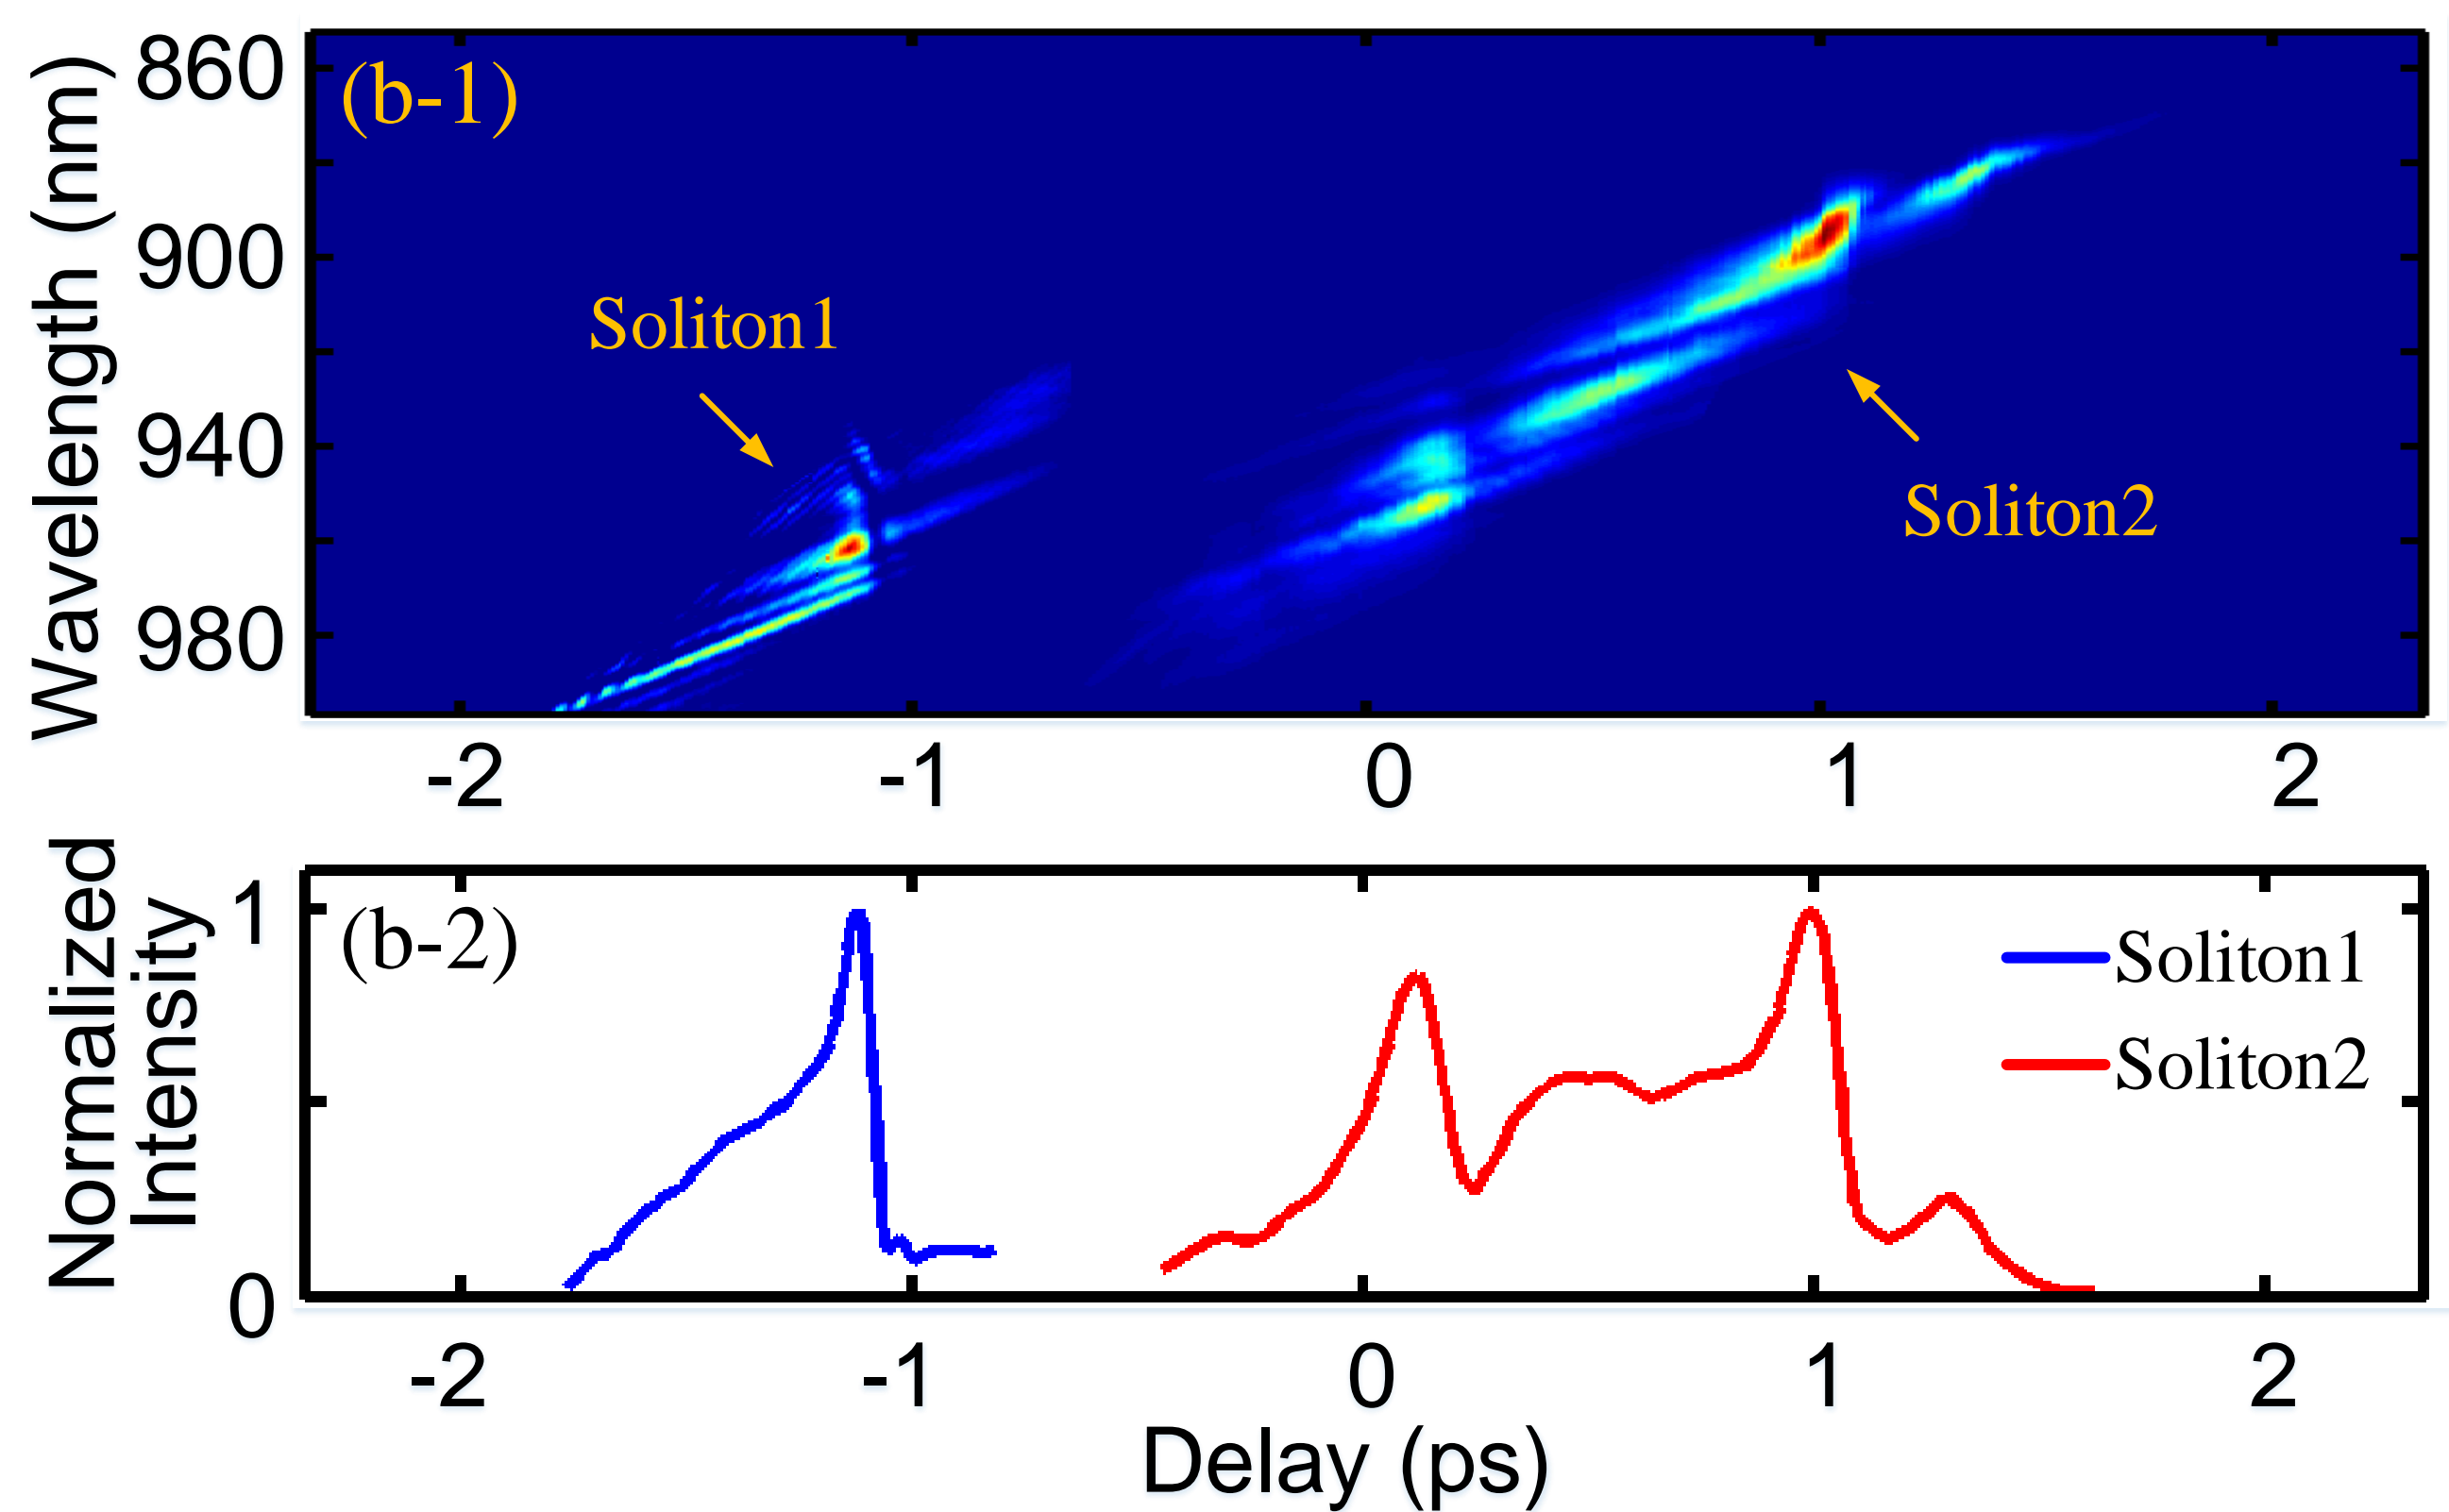 (b-1)
Wavelength (nm)
860
900
940
980
Soliton1
Soliton2
-2 -1 0 1 2
(b-2)
Normalized
Intensity
1
0
Soliton1
Soliton2
-2 -1 0 1 2
Delay (ps)